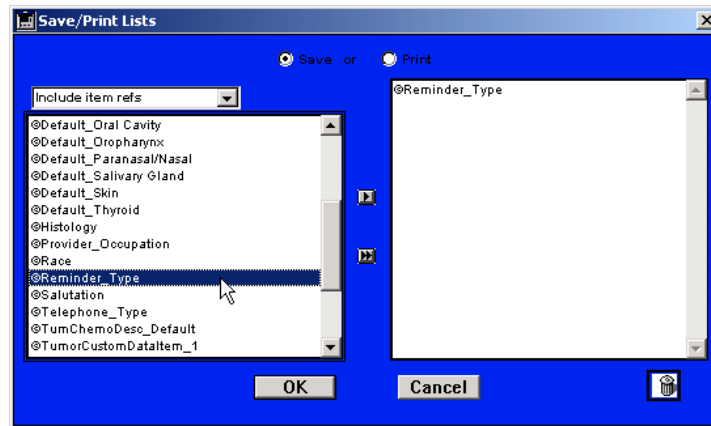 Save/Print Lists
Save or Print
Include item refs
©Default_Oral Cavity
©Default_Oropharynx
©Default_Paranasal/Nasal
©Default_Salivary Gland
©Default_Skin
©Default_Thyroid
©Histology
©Provider_Occupation
©Race
©Reminder_Type
©Salutation
©Telephone_Type
©TumChemoDesc_Default
©TumorCustomDataItem_1
©Reminder_Type
OK
Cancel